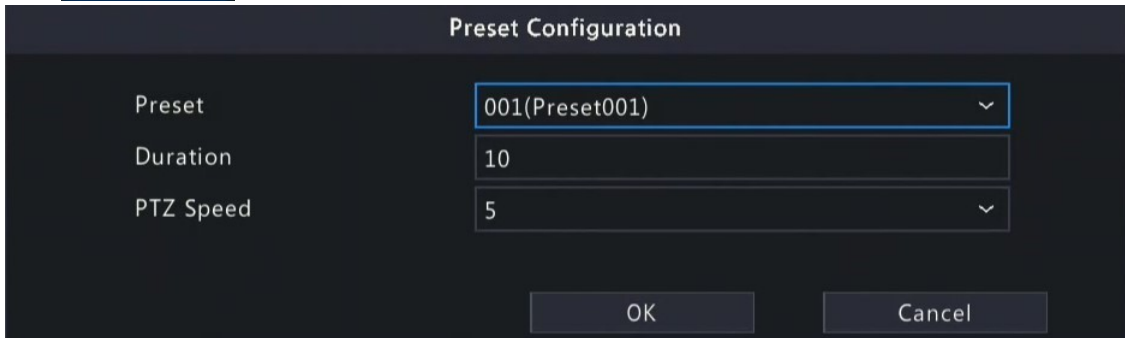 Preset Configuration
Preset 001(Preset001)
Duration 10
PTZ Speed 5
OK Cancel